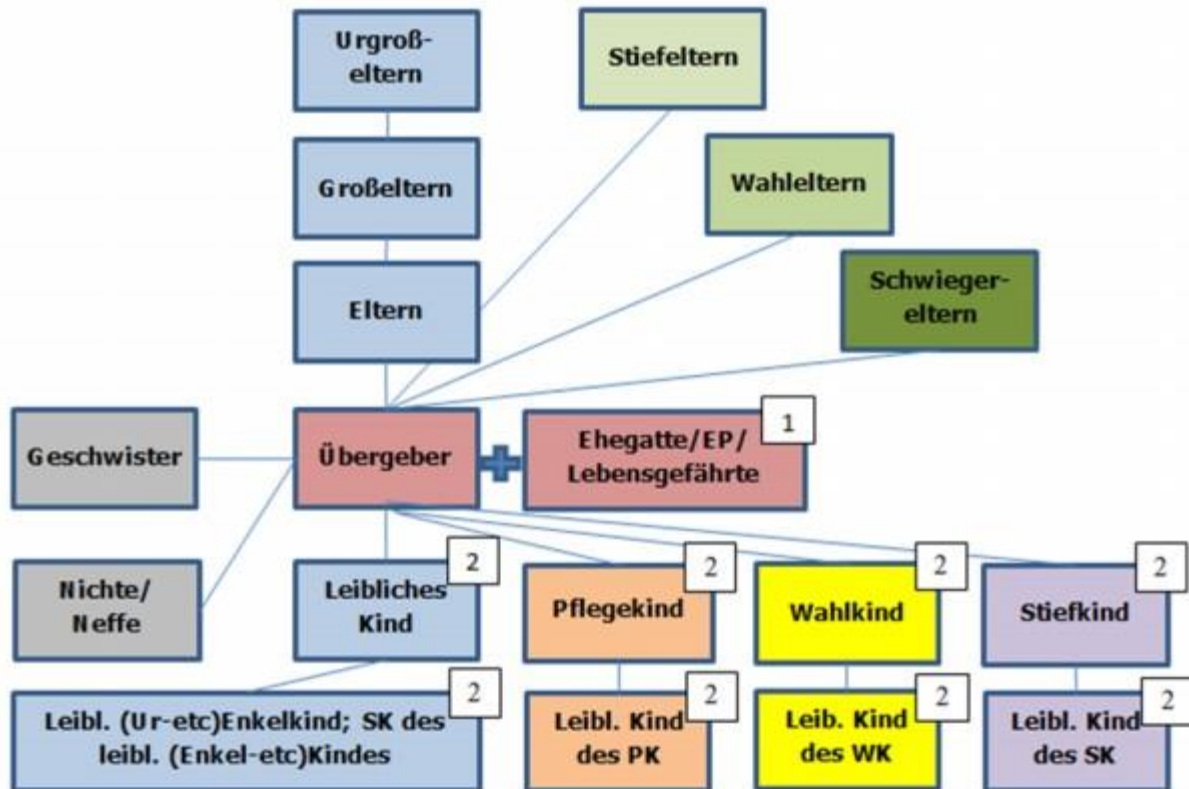 Urgroß-
eltern
Stiefeltern
Großeltern
Wahleltern
Eltern
Schwieger-
eltern
Geschwister
Übergeber
Ehegatte/EP/
Lebensgefährte
1
Nichte/
Neffe
Leibliches
Kind
2
Pflegekind
2
Wahlkind
2
Stiefkind
2
Leibl. (Ur-etc)Enkelkind; SK des
leibl. (Enkel-etc)Kindes
2
Leibl. Kind
des PK
2
Leib. Kind
des WK
2
Leibl. Kind
des SK
2